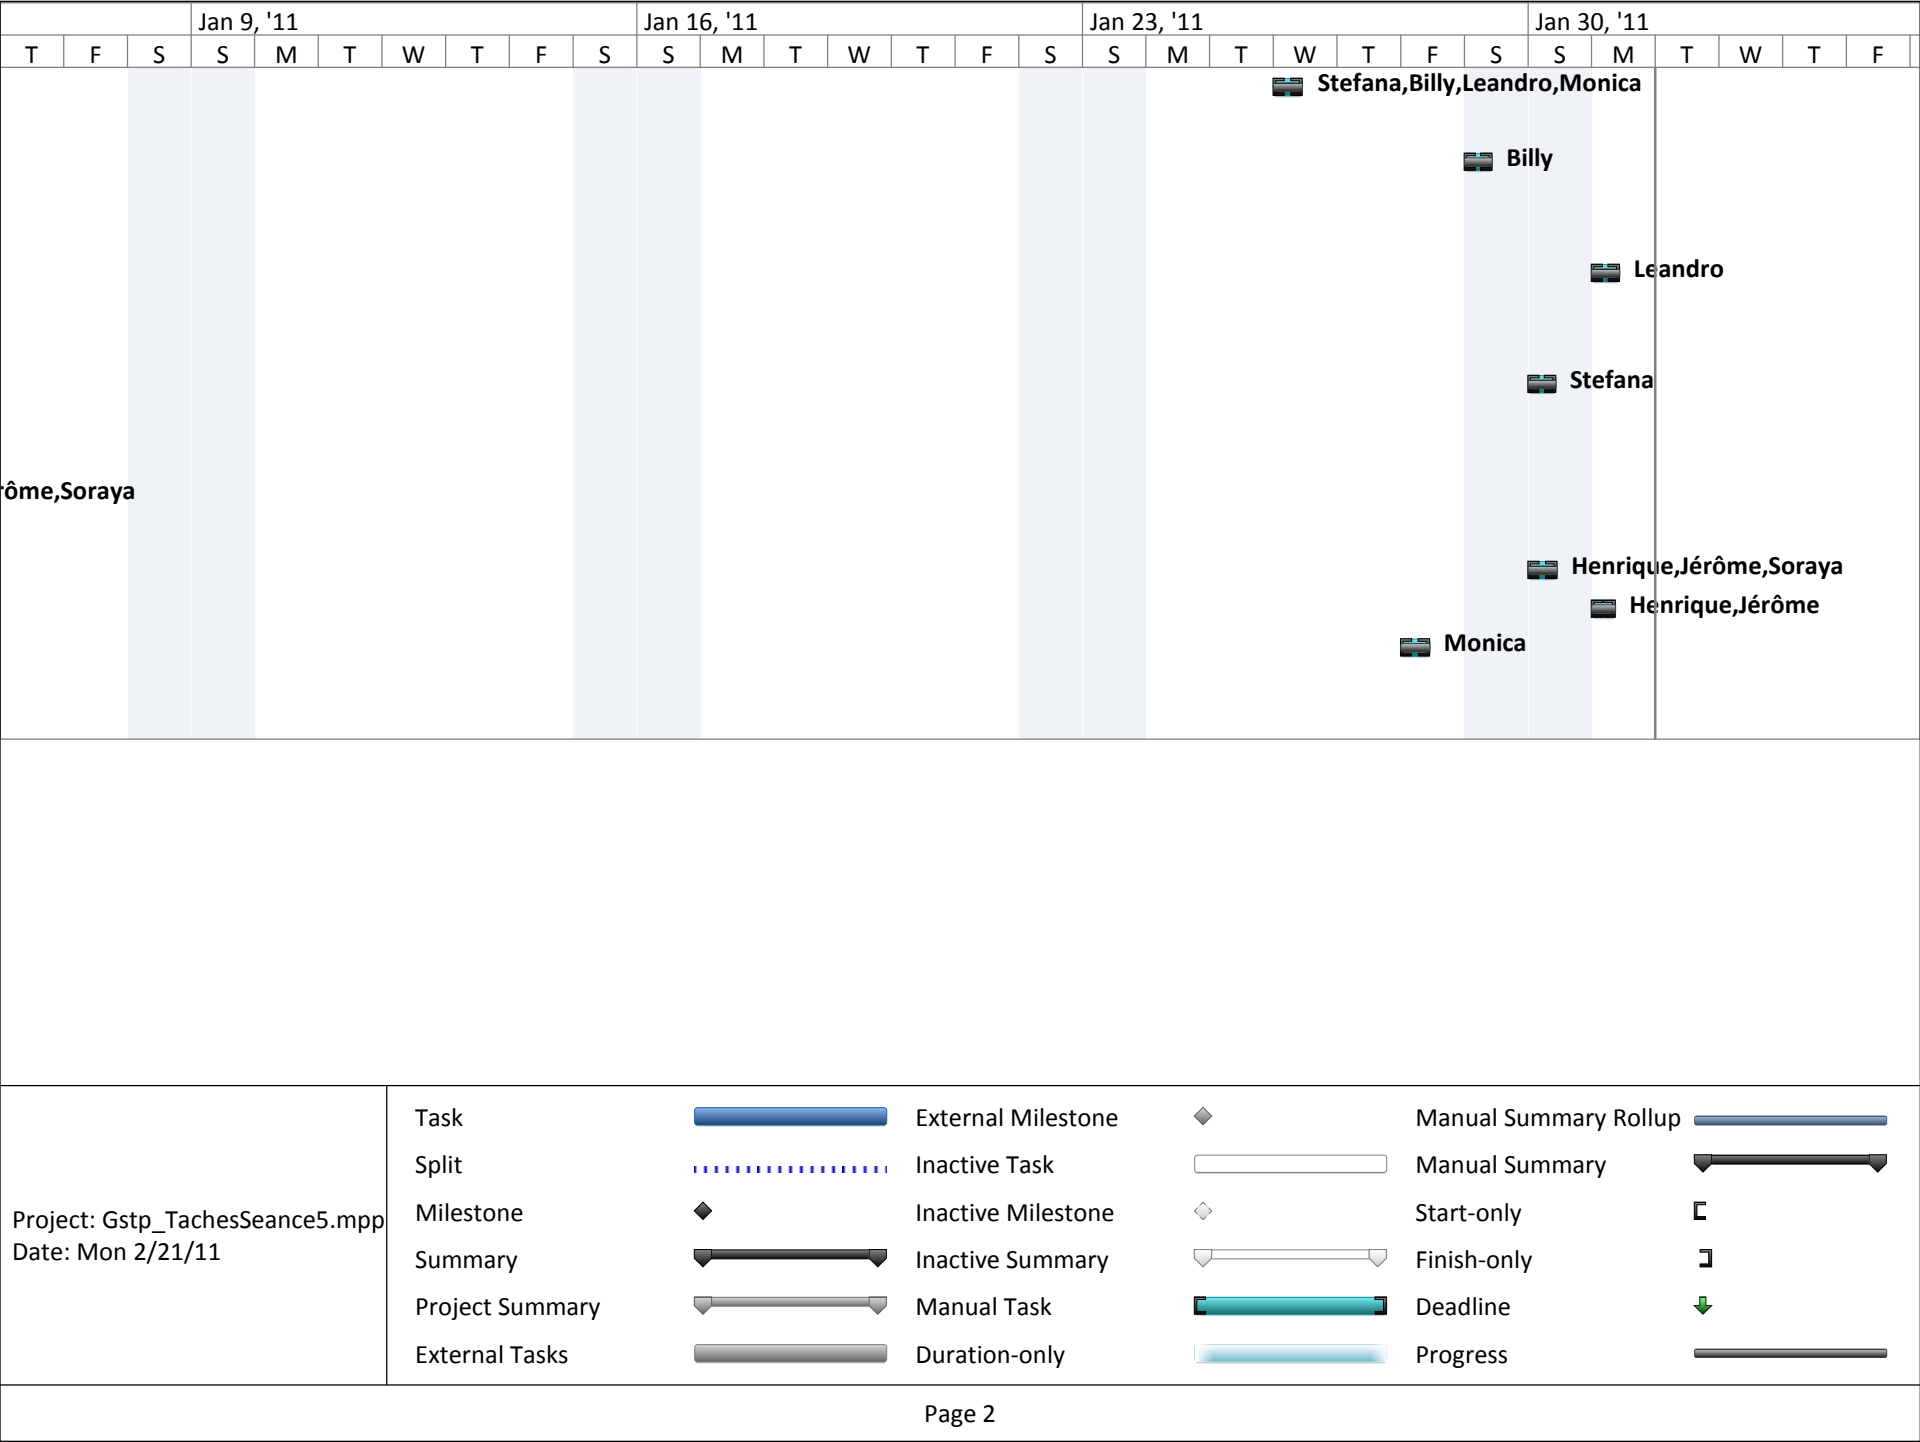 Jan 9, '11 Jan 16, '11 Jan 23, '11 Jan 30, '11
T F S S M T W T F S S M T W T F S S M T W T F S S M T W T F
Stefana,Billy,Leandro,Monica
Billy
Leandro
Stefana
rôme,Soraya
Henrique,Jérôme,Soraya
Henrique,Jérôme
Monica
Project: Gstp_TachesSeance5.mpp
Date: Mon 2/21/11
Task External Milestone Manual Summary Rollup
Split Inactive Task Manual Summary
Milestone Inactive Milestone Start-only
Summary Inactive Summary Finish-only
Project Summary Manual Task Deadline
External Tasks Duration-only Progress
Page 2